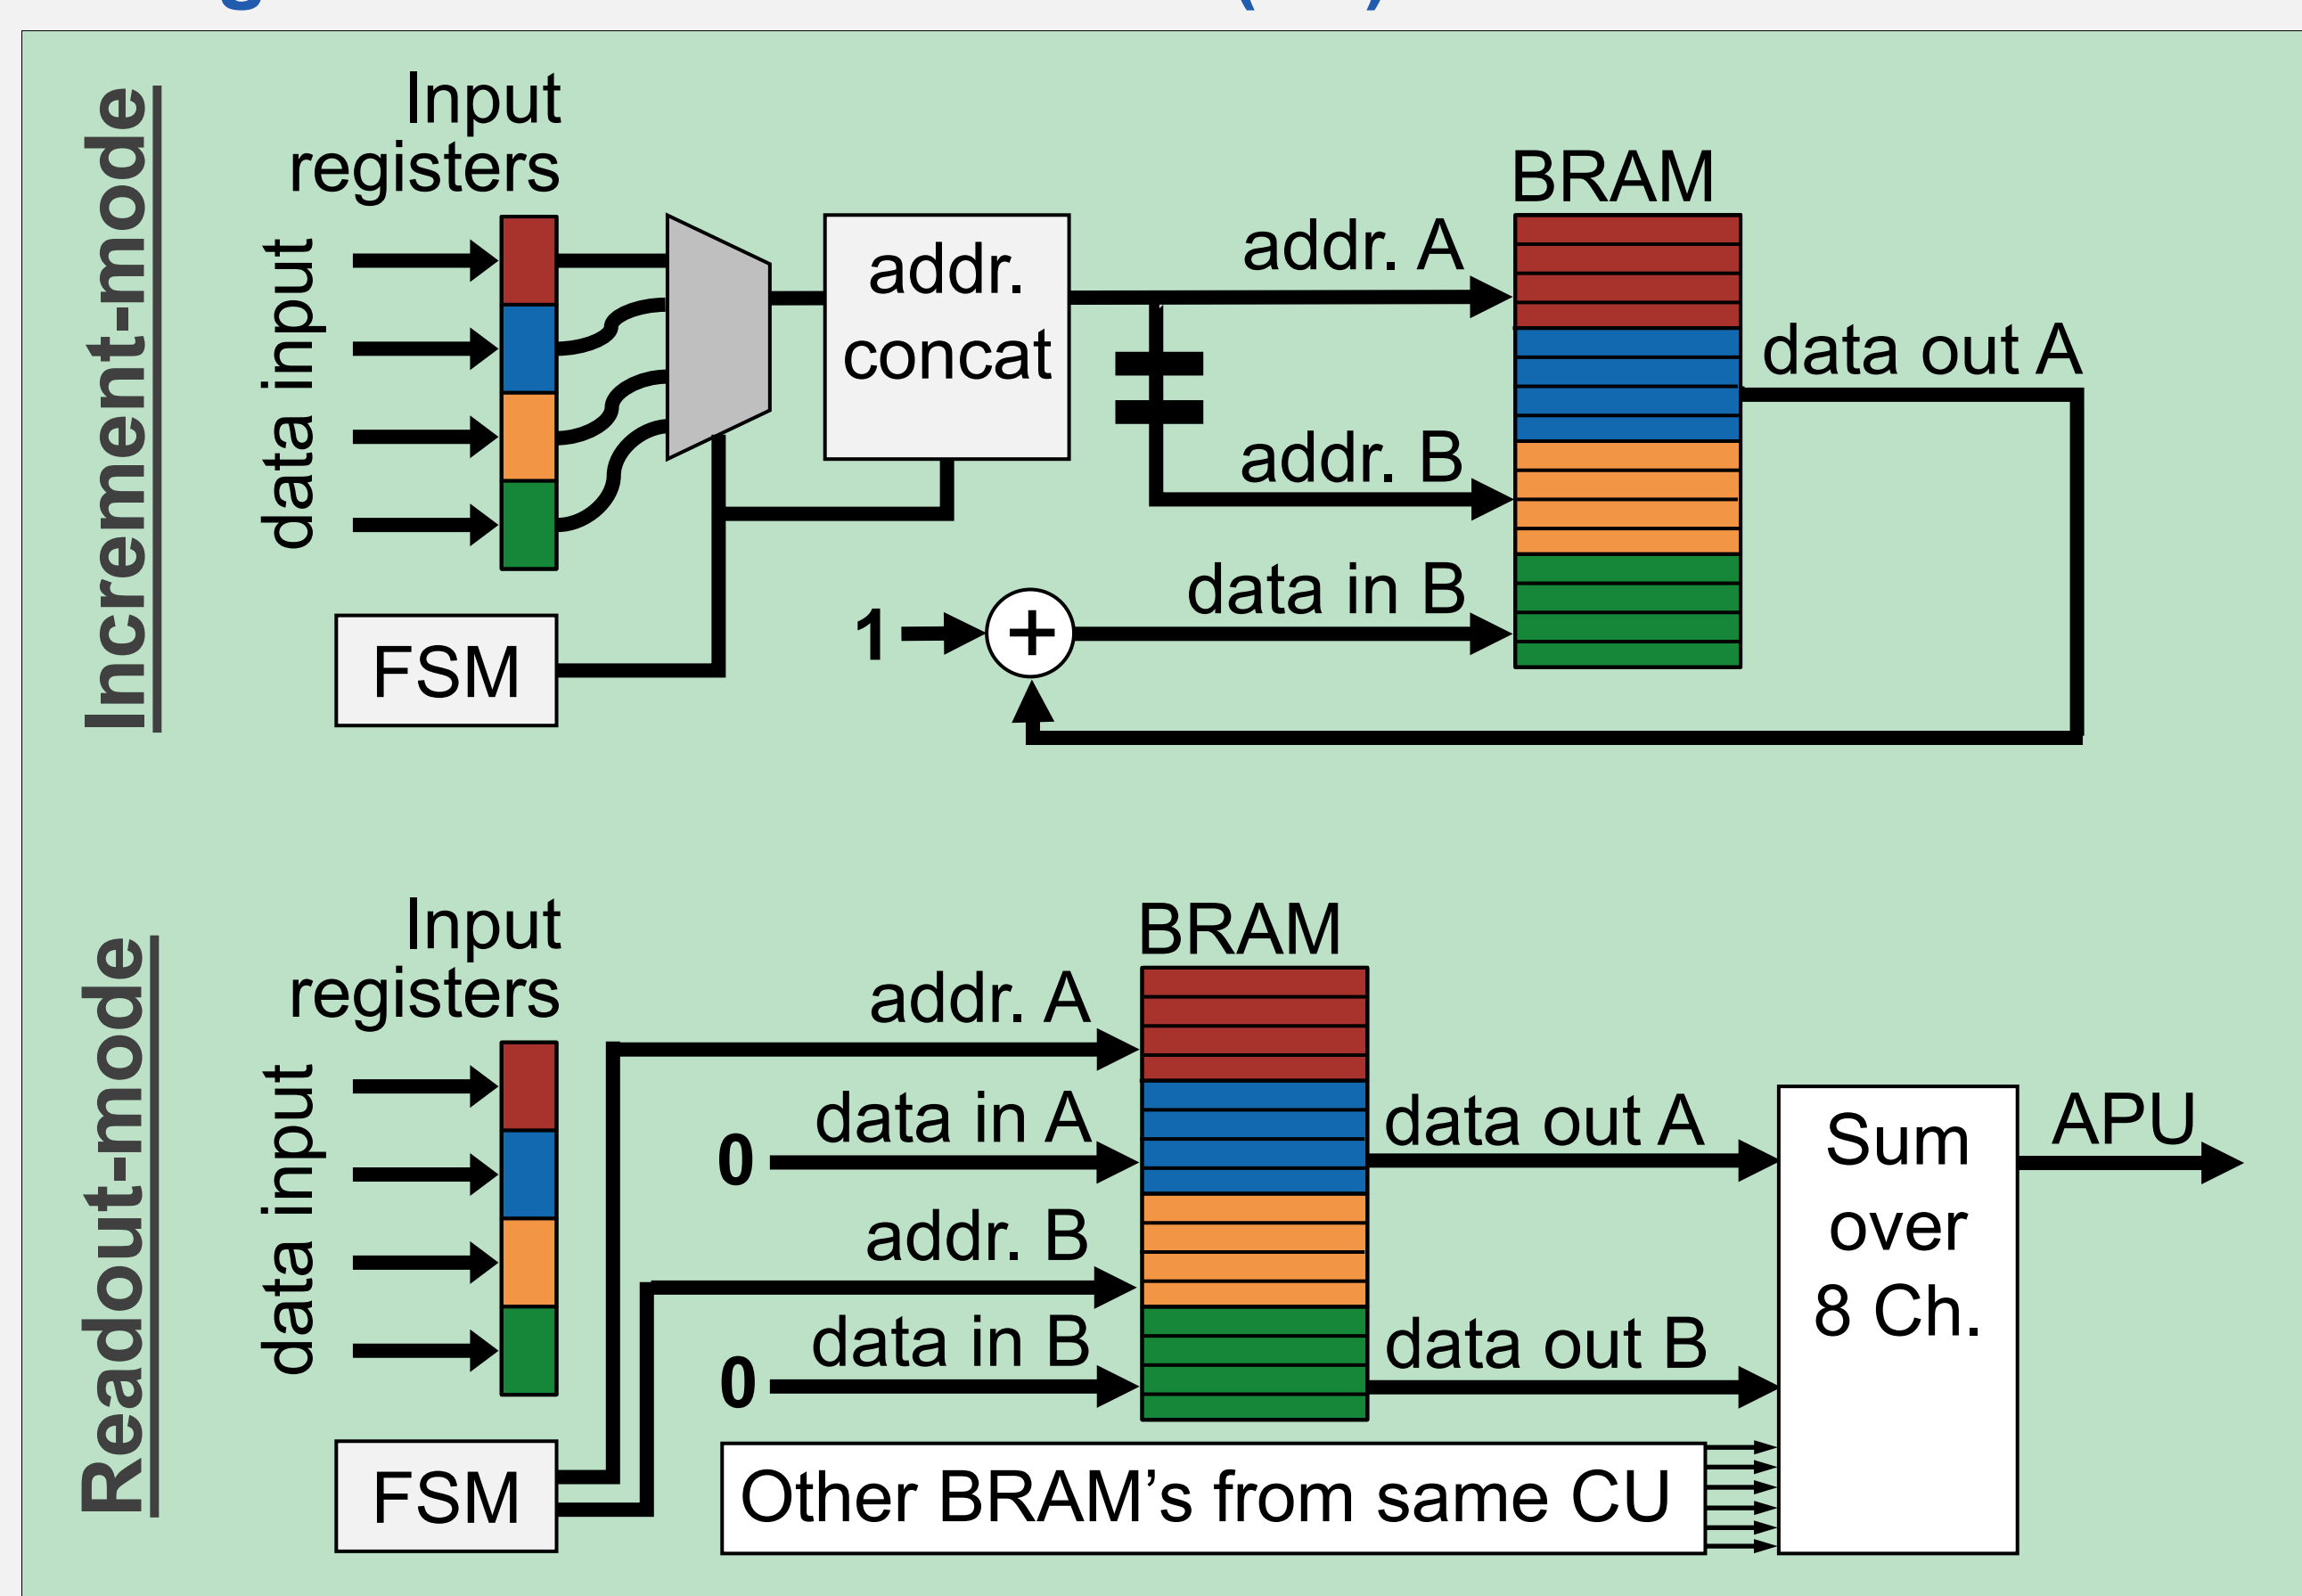 Increment-mode
Input
registers
data input
FSM
addr.
concat
addr. A
addr. B
1
+
data in B
BRAM
data out A
Readout-mode
Input
registers
data input
FSM
addr. A
0
data in A
addr. B
0
data in B
BRAM
data out A
data out B
Other BRAM’s from same CU
Sum
over
8 Ch.
APU